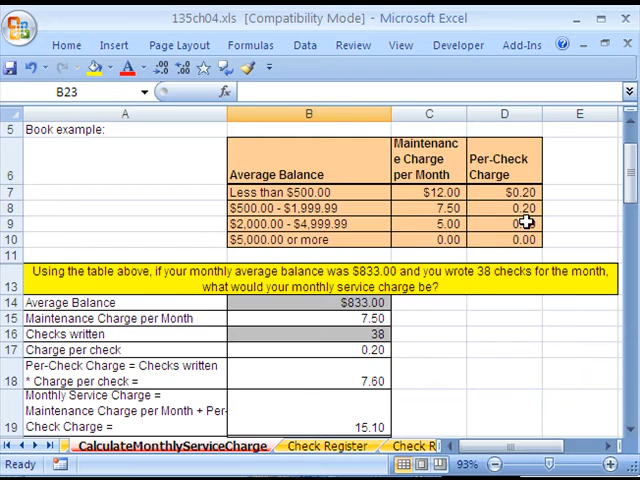 135ch04.xls [Compatibility Mode] - Microsoft Excel
Home Insert Page Layout Formulas Data Review View Developer Add-Ins
B23
A B C D E
5 Book example:
6 Average Balance Maintenanc e Charge per Month Per-Check Charge
7 Less than $500.00 $12.00 $0.20
8 $500.00 - $1,999.99 7.50 0.20
9 $2,000.00 - $4,999.99 5.00
10 $5,000.00 or more 0.00 0.00
11
13 Using the table above, if your monthly average balance was $833.00 and you wrote 38 checks for the month,
what would your monthly service charge be?
14 Average Balance $833.00
15 Maintenance Charge per Month 7.50
16 Checks written 38
17 Charge per check 0.20
Per-Check Charge = Checks written
18 * Charge per check = 7.60
Monthly Service Charge =
Maintenance Charge per Month + Per-
19 Check Charge = 15.10
CalculateMonthlyServiceCharge Check Register Check R
Ready 93%